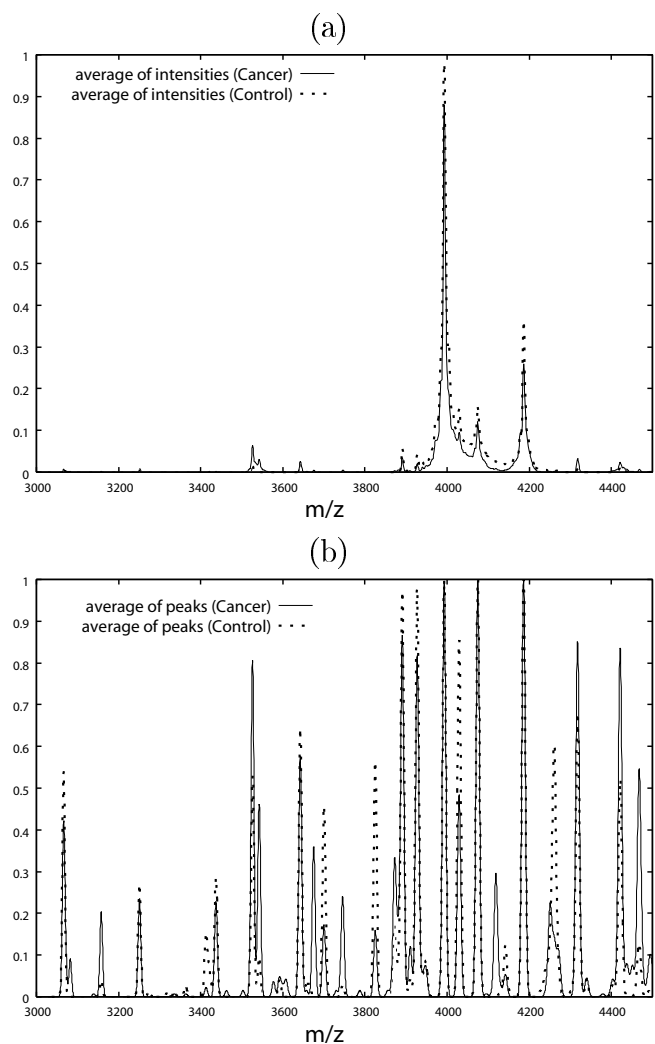 (a)
1
average of intensities (Cancer)
average of intensities (Control)
0.9
0.8
0.7
0.6
0.5
0.4
0.3
0.2
0.1
0
3000 3200 3400 3600 3800 4000 4200 4400
m/z
(b)
1
average of peaks (Cancer)
average of peaks (Control)
0.9
0.8
0.7
0.6
0.5
0.4
0.3
0.2
0.1
0
3000 3200 3400 3600 3800 4000 4200 4400
m/z